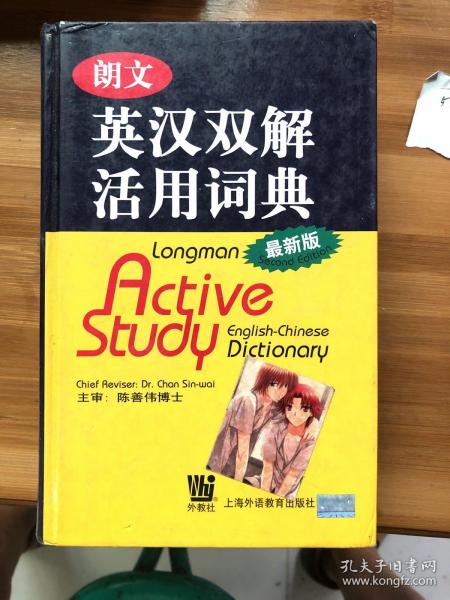 朗文
英汉双解
活用词典
Longman
最新版
Second Edition
Active
Study
English-Chinese
Dictionary
Chief Reviser: Dr. Chan Sin-wai
主审：陈善伟博士
外教社
上海外语教育出版社
孔夫子旧书网
www.kongfz.com